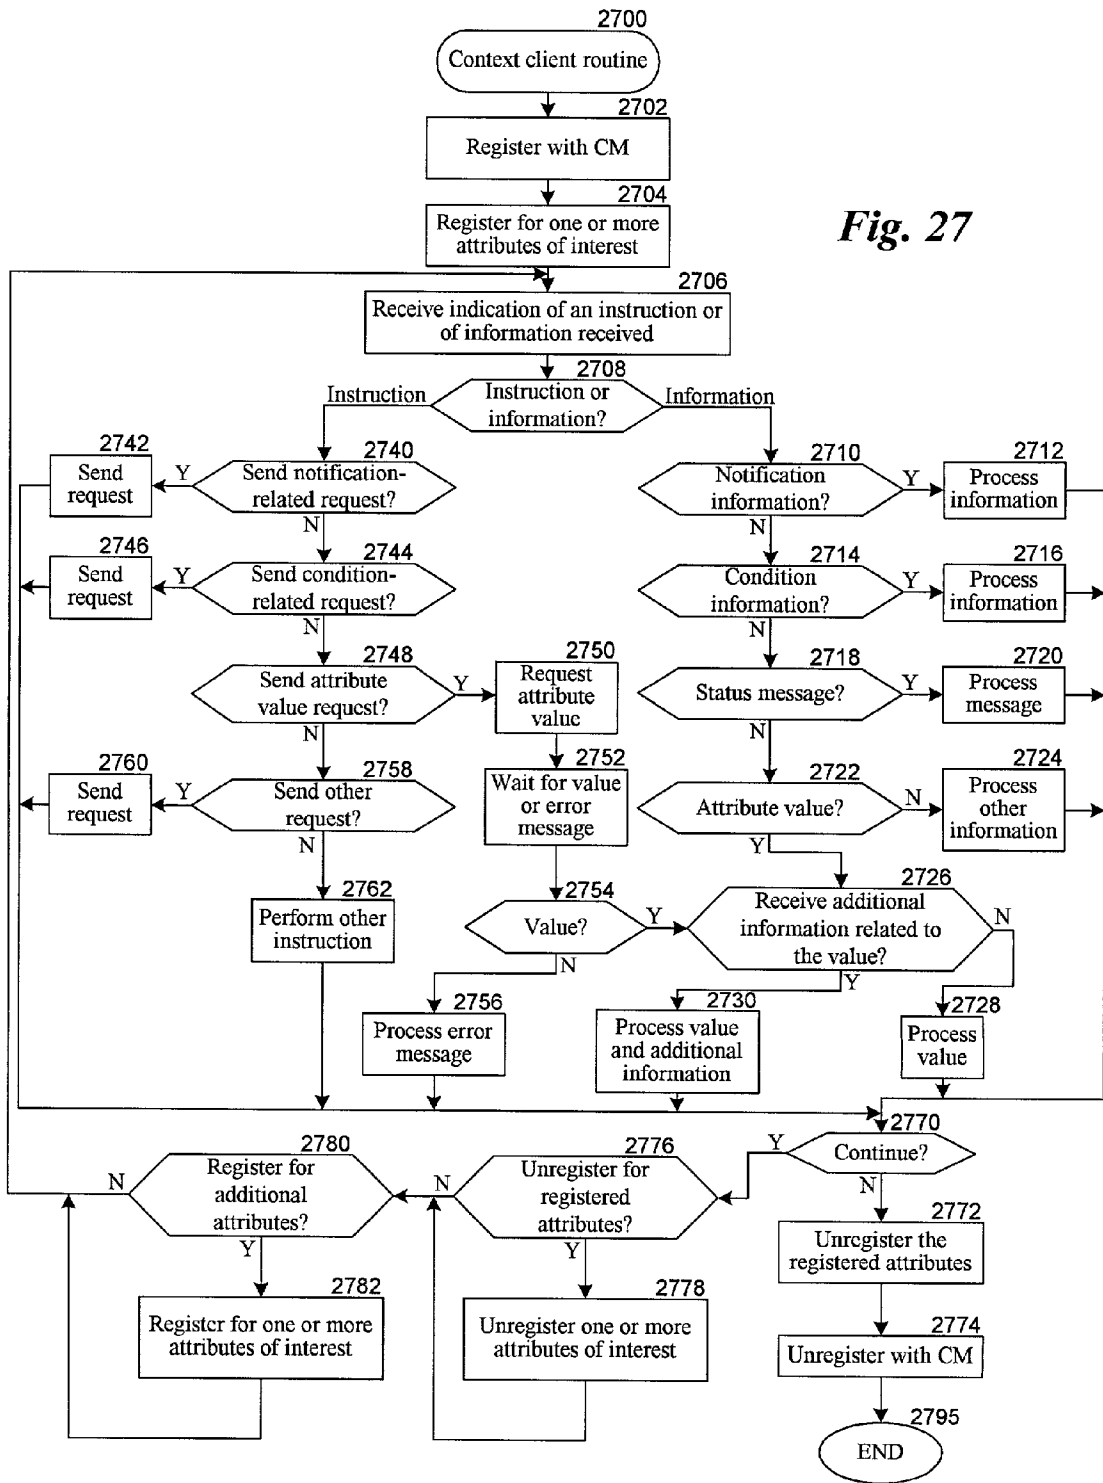 2700
Context client routine
2702
Register with CM
2704
Register for one or more
attributes of interest
Fig. 27
2706
Receive indication of an instruction or
of information received
2708
Instruction or
information?
Instruction
Information
2742
Send
request
Y
2740
Send notification-
related request?
N
2710
Notification
information?
Y
N
2712
Process
information
2746
Send
request
Y
2744
Send condition-
related request?
N
2714
Condition
information?
Y
N
2716
Process
information
2748
Send attribute
value request?
Y
N
2750
Request
attribute
value
2718
Status message?
Y
N
2720
Process
message
2760
Send
request
Y
2758
Send other
request?
N
2752
Wait for value
or error
message
2722
Attribute value?
N
Y
2724
Process
other
information
2762
Perform other
instruction
2754
Value?
Y
N
2726
Receive additional
information related to
the value?
N
Y
2756
Process error
message
2730
Process value
and additional
information
2728
Process
value
2770
Continue?
Y
N
2780
Register for
additional
attributes?
N
Y
2776
Unregister for
registered
attributes?
N
Y
2772
Unregister the
registered attributes
2782
Register for one or more
attributes of interest
2778
Unregister one or more
attributes of interest
2774
Unregister with CM
2795
END